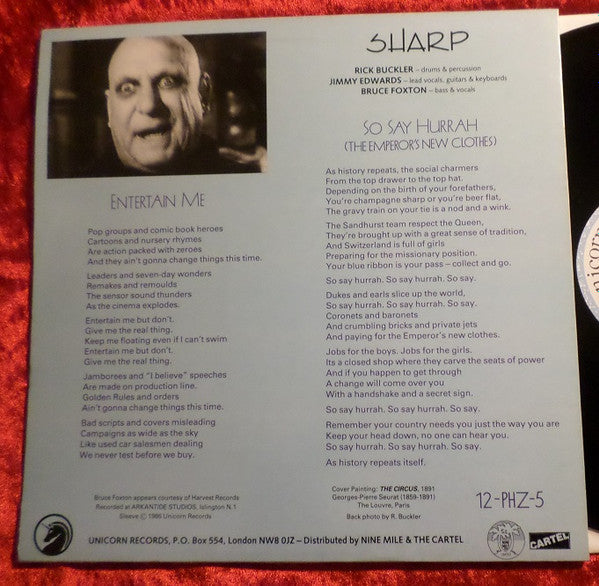 SHARP
RICK BUCKLER – drums & percussion
JIMMY EDWARDS – lead vocals, guitars & keyboards
BRUCE FOXTON – bass & vocals
ENTERTAIN ME
Pop groups and comic book heroes
Cartoons and nursery rhymes
Are action packed with zeroes
And they ain't gonna change things this time.
Leaders and seven-day wonders
Remakes and remoulds
The sensor sound thunders
As the cinema explodes.
Entertain me but don't.
Give me the real thing.
Keep me floating even if I can't swim
Entertain me but don't.
Give me the real thing.
Jamborees and "I believe" speeches
Are made on production line.
Golden Rules and orders
Ain't gonna change things this time.
Bad scripts and covers misleading
Campaigns as wide as the sky
Like used car salesmen dealing
We never test before we buy.
SO SAY HURRAH
(THE EMPEROR'S NEW CLOTHES)
As history repeats, the social charmers
From the top drawer to the top hat.
Depending on the birth of your forefathers,
You're champagne sharp or you're beer flat,
The gravy train on your tie is a nod and a wink.
The Sandhurst team respect the Queen,
They're brought up with a great sense of tradition,
And Switzerland is full of girls
Preparing for the missionary position.
Your blue ribbon is your pass – collect and go.
So say hurrah. So say hurrah. So say.
Dukes and earls slice up the world,
So say hurrah. So say hurrah. So say.
Coronets and baronets
And crumbling bricks and private jets
And paying for the Emperor's new clothes.
Jobs for the boys. Jobs for the girls.
Its a closed shop where they carve the seats of power
And if you happen to get through
A change will come over you
With a handshake and a secret sign.
So say hurrah. So say hurrah. So say.
Remember your country needs you just the way you are
Keep your head down, no one can hear you.
So say hurrah. So say hurrah. So say.
As history repeats itself.
Bruce Foxton appears courtesy of Harvest Records
Recorded at ARKANTIDE STUDIOS, Islington N.1
Sleeve © 1986 Unicorn Records
Cover Painting: THE CIRCUS, 1891
Georges-Pierre Seurat (1859-1891)
The Louvre, Paris
Back photo by R. Buckler
12-PHZ-5
UNICORN RECORDS, P.O. Box 554, London NW8 0JZ – Distributed by NINE MILE & THE CARTEL
CARTEL